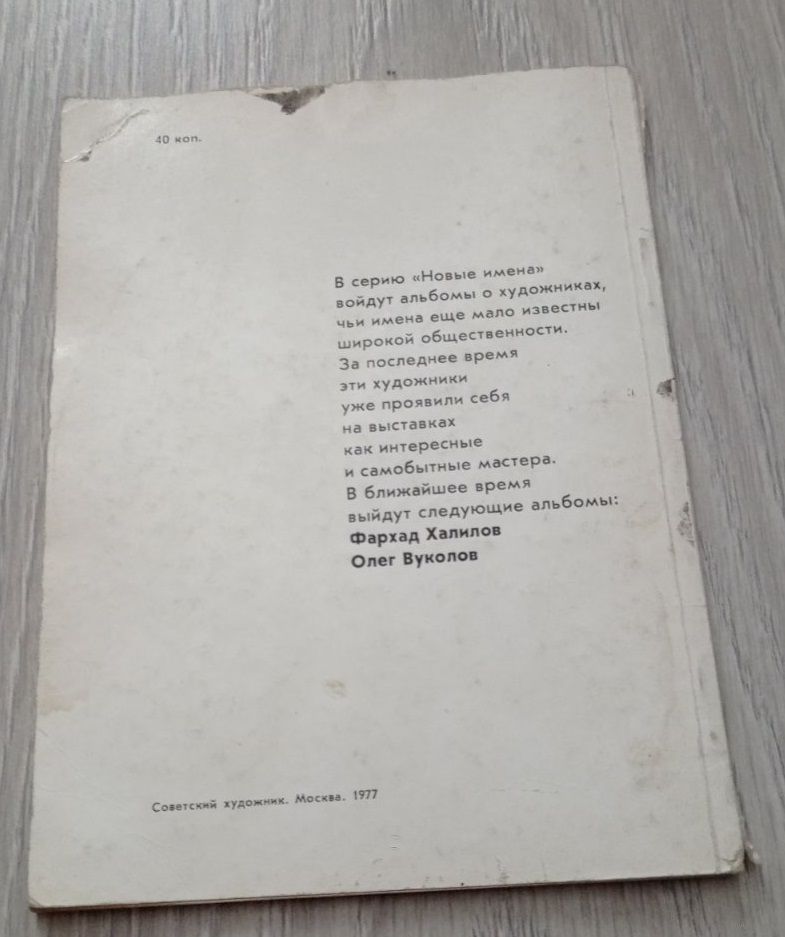 40 коп.
В серию «Новые имена»
войдут альбомы о художниках,
чьи имена еще мало известны
широкой общественности.
За последнее время
эти художники
уже проявили себя
на выставках
как интересные
и самобытные мастера.
В ближайшее время
выйдут следующие альбомы:
Фархад Халилов
Олег Вуколов
Советский художник. Москва. 1977